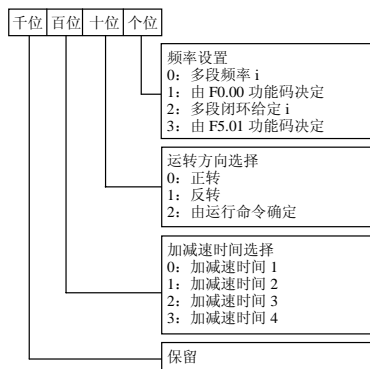 千位 百位 十位 个位
频率设置
0：多段频率 i
1：由 F0.00 功能码决定
2：多段闭环给定 i
3：由 F5.01 功能码决定
运转方向选择
0：正转
1：反转
2：由运行命令确定
加减速时间选择
0：加减速时间 1
1：加减速时间 2
2：加减速时间 3
3：加减速时间 4
保留